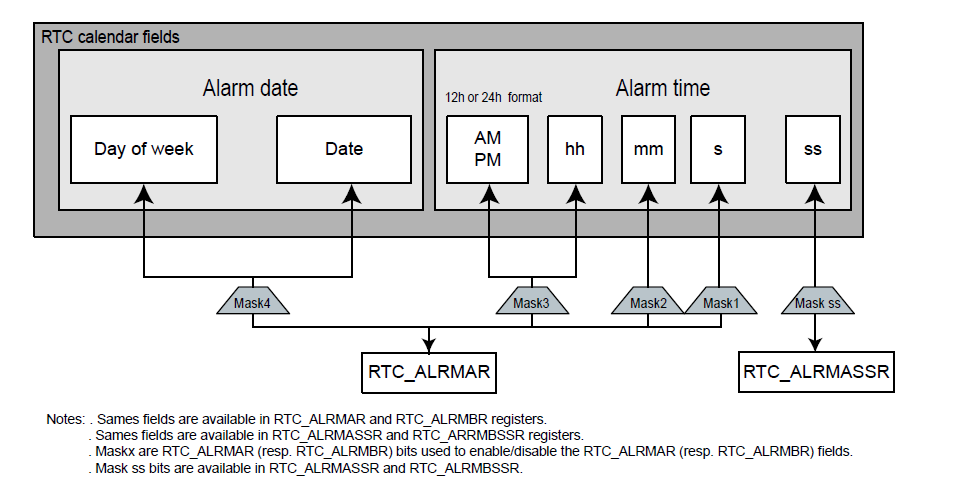 RTC calendar fields
Alarm date
Alarm time
12h or 24h format
Day of week
Date
AM
PM
hh
mm
s
ss
Mask4
Mask3
Mask2
Mask1
Mask ss
RTC_ALRMAR
RTC_ALRMASSR
Notes: . Sames fields are available in RTC_ALRMAR and RTC_ALRMBR registers.
. Sames fields are available in RTC_ALRMASSR and RTC_ARRMBSSR registers.
. Maskx are RTC_ALRMAR (resp. RTC_ALRMBR) bits used to enable/disable the RTC_ALRMAR (resp. RTC_ALRMBR) fields.
. Mask ss bits are available in RTC_ALRMASSR and RTC_ALRMBSSR.